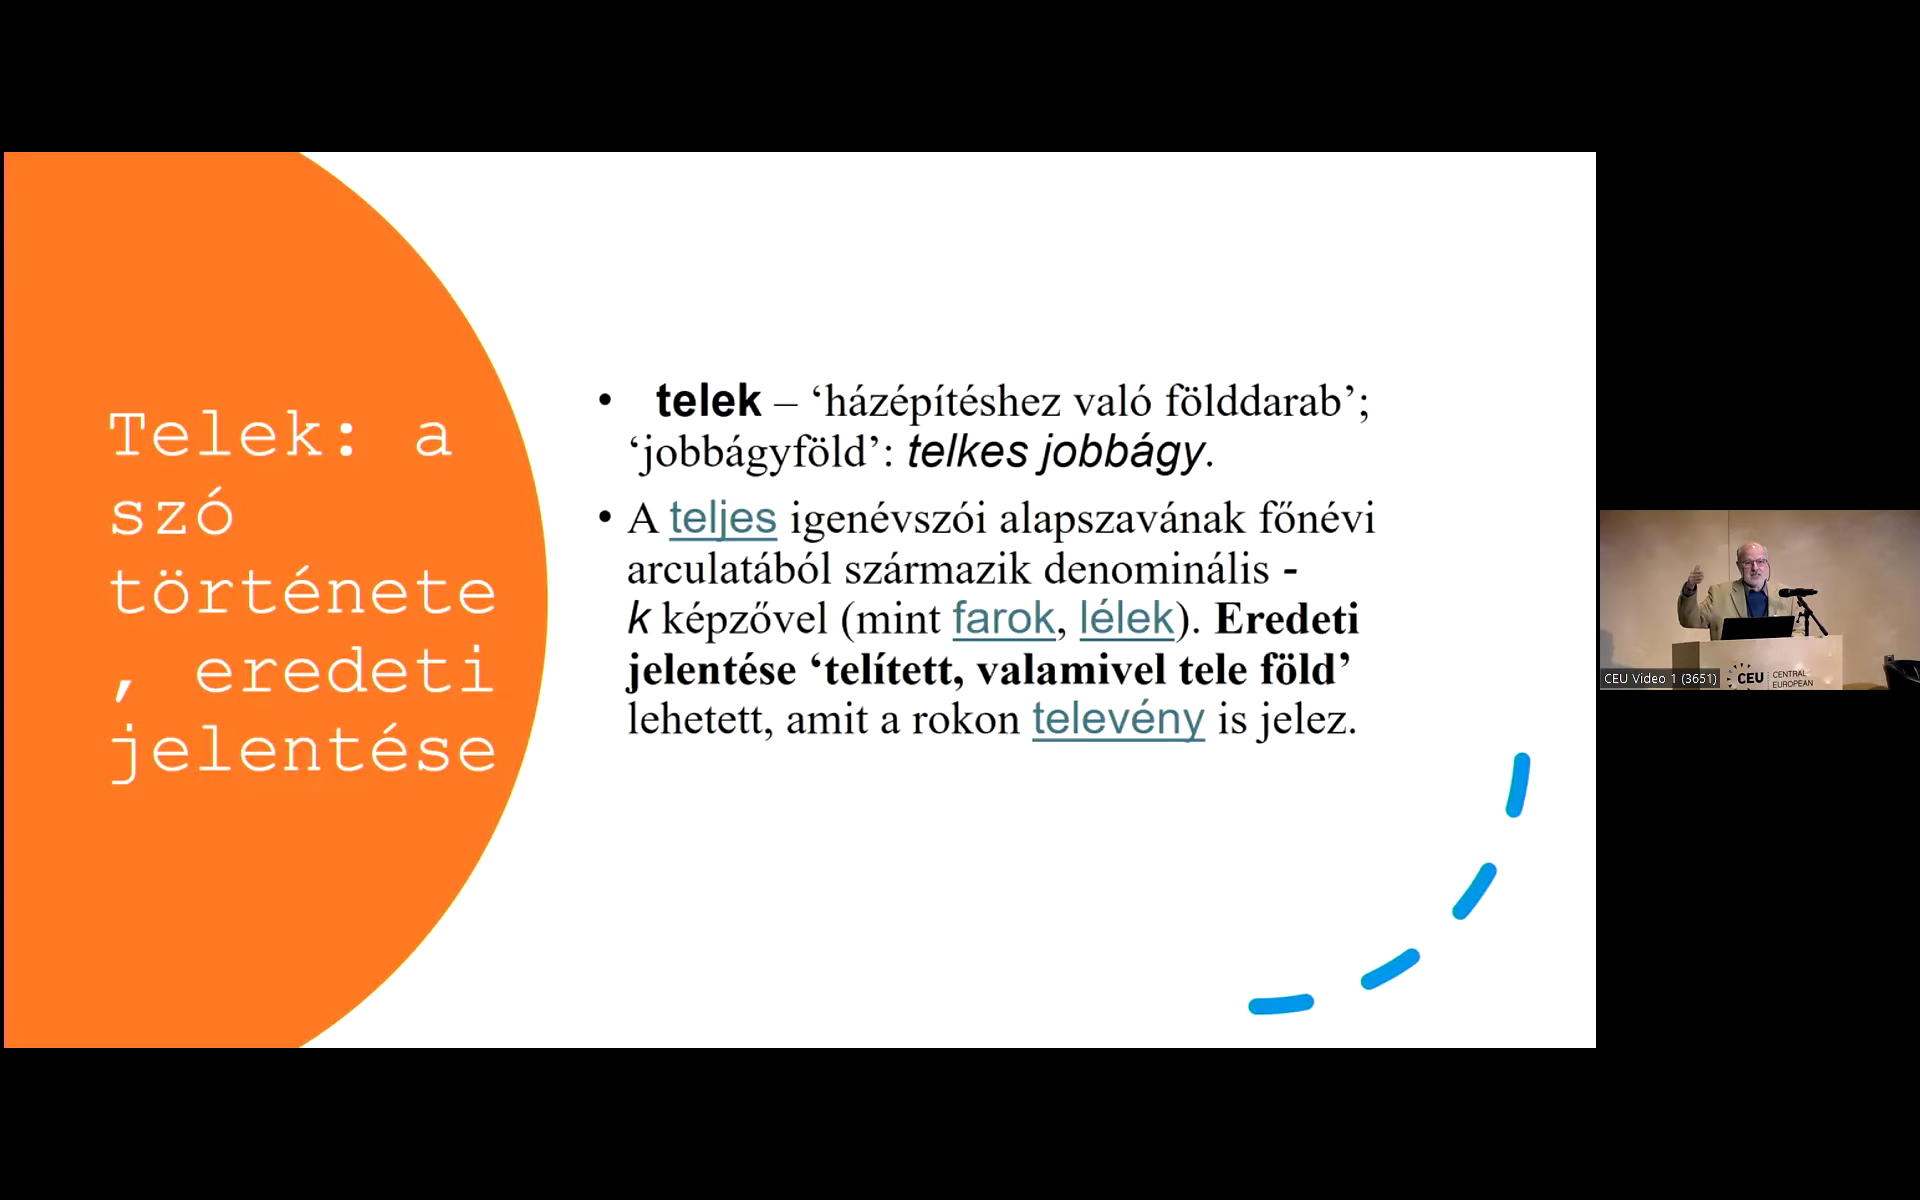 Telek: a
szó
története
, eredeti
jelentése
• telek – ‘házépítéshez való földdarab’;
‘jobbágyföld’: telkes jobbágy.
• A teljes igenévszói alapszavának főnévi
arculatából származik denominális -
k képzővel (mint farok, lélek). Eredeti
jelentése ‘telített, valamivel tele föld’
lehetett, amit a rokon televény is jelez.
CEU Video 1 (3651)
CEU
CENTRAL
EUROPEAN